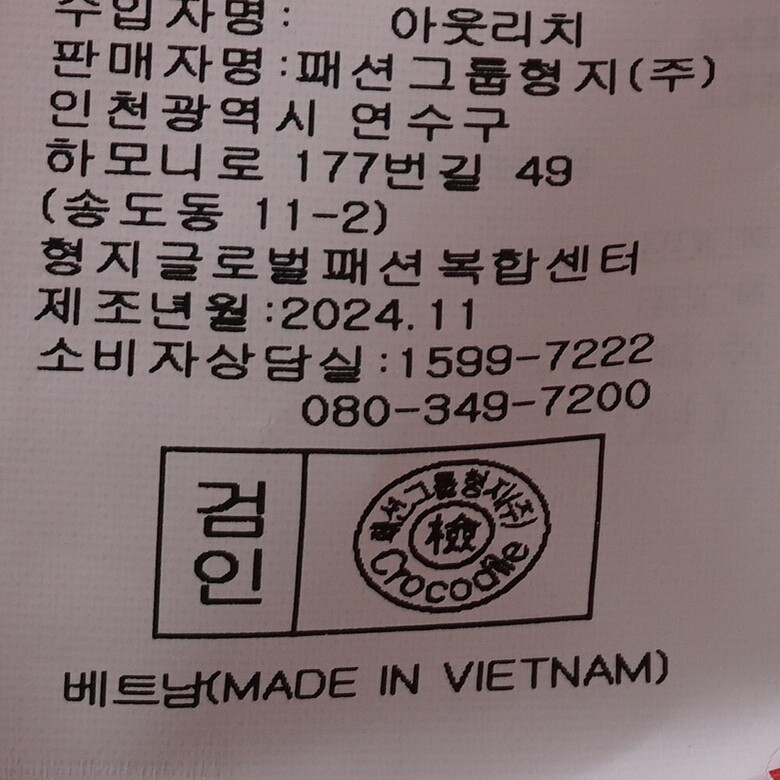 수입자명: 아웃리치
판매자명:패션그룹형지(주)
인천광역시 연수구
하모니로 177번길 49
(송도동 11-2)
형지글로벌패션복합센터
제조년월:2024.11
소비자상담실:1599-7222
080-349-7200
검인
패션그룹형지(주)
檢
Crocodile
베트남(MADE IN VIETNAM)